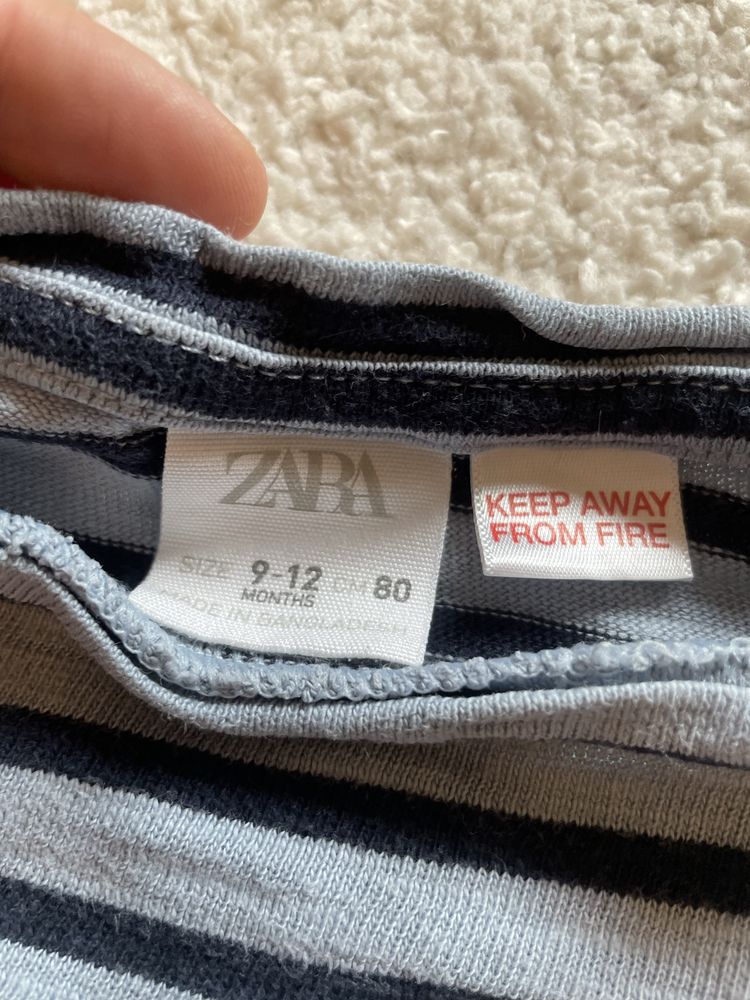 ZARA
SIZE 9-12 CM 80
MONTHS
MADE IN BANGLADESH
KEEP AWAY
FROM FIRE